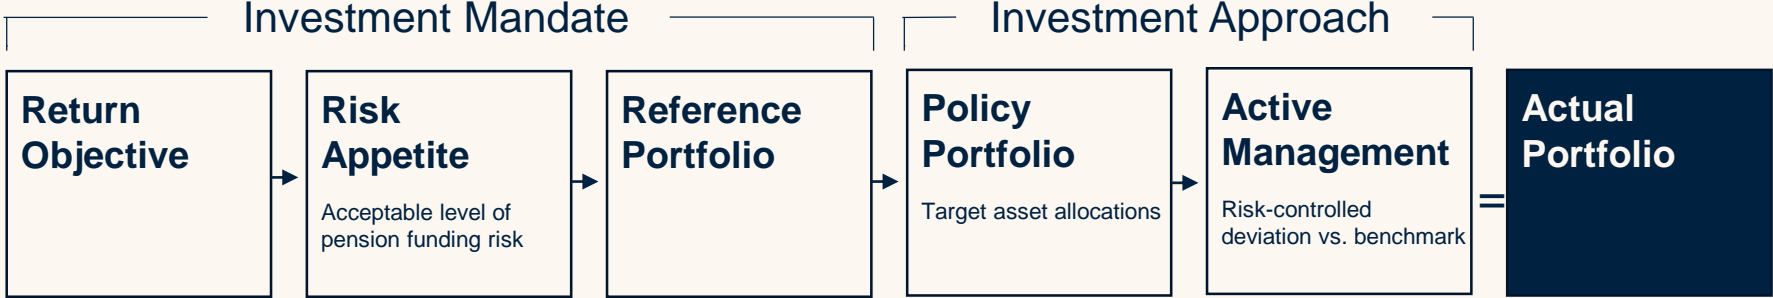 Investment Mandate
Investment Approach
Return
Objective
Risk
Appetite
Acceptable level of
pension funding risk
Reference
Portfolio
Policy
Portfolio
Target asset allocations
Active
Management
Risk-controlled
deviation vs. benchmark
=
Actual
Portfolio